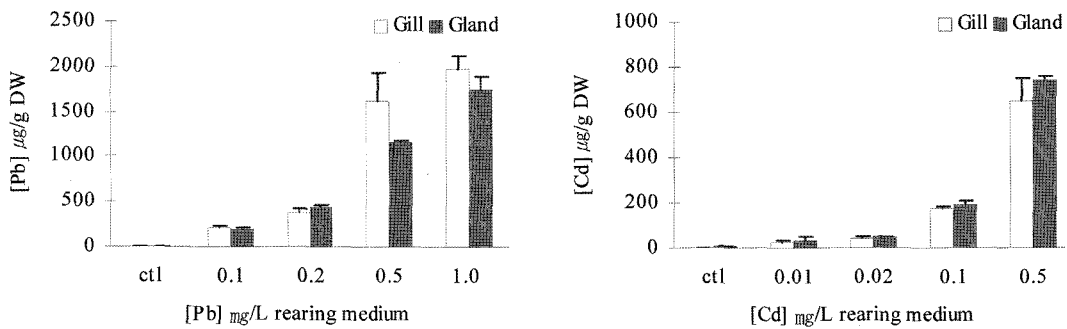 2500
2000
1500
1000
500
0
[Pb] μg/g DW
Gill Gland
ctl 0.1 0.2 0.5 1.0
[Pb] mg/L rearing medium
1000
800
600
400
200
0
[Cd] μg/g DW
Gill Gland
ctl 0.01 0.02 0.1 0.5
[Cd] mg/L rearing medium